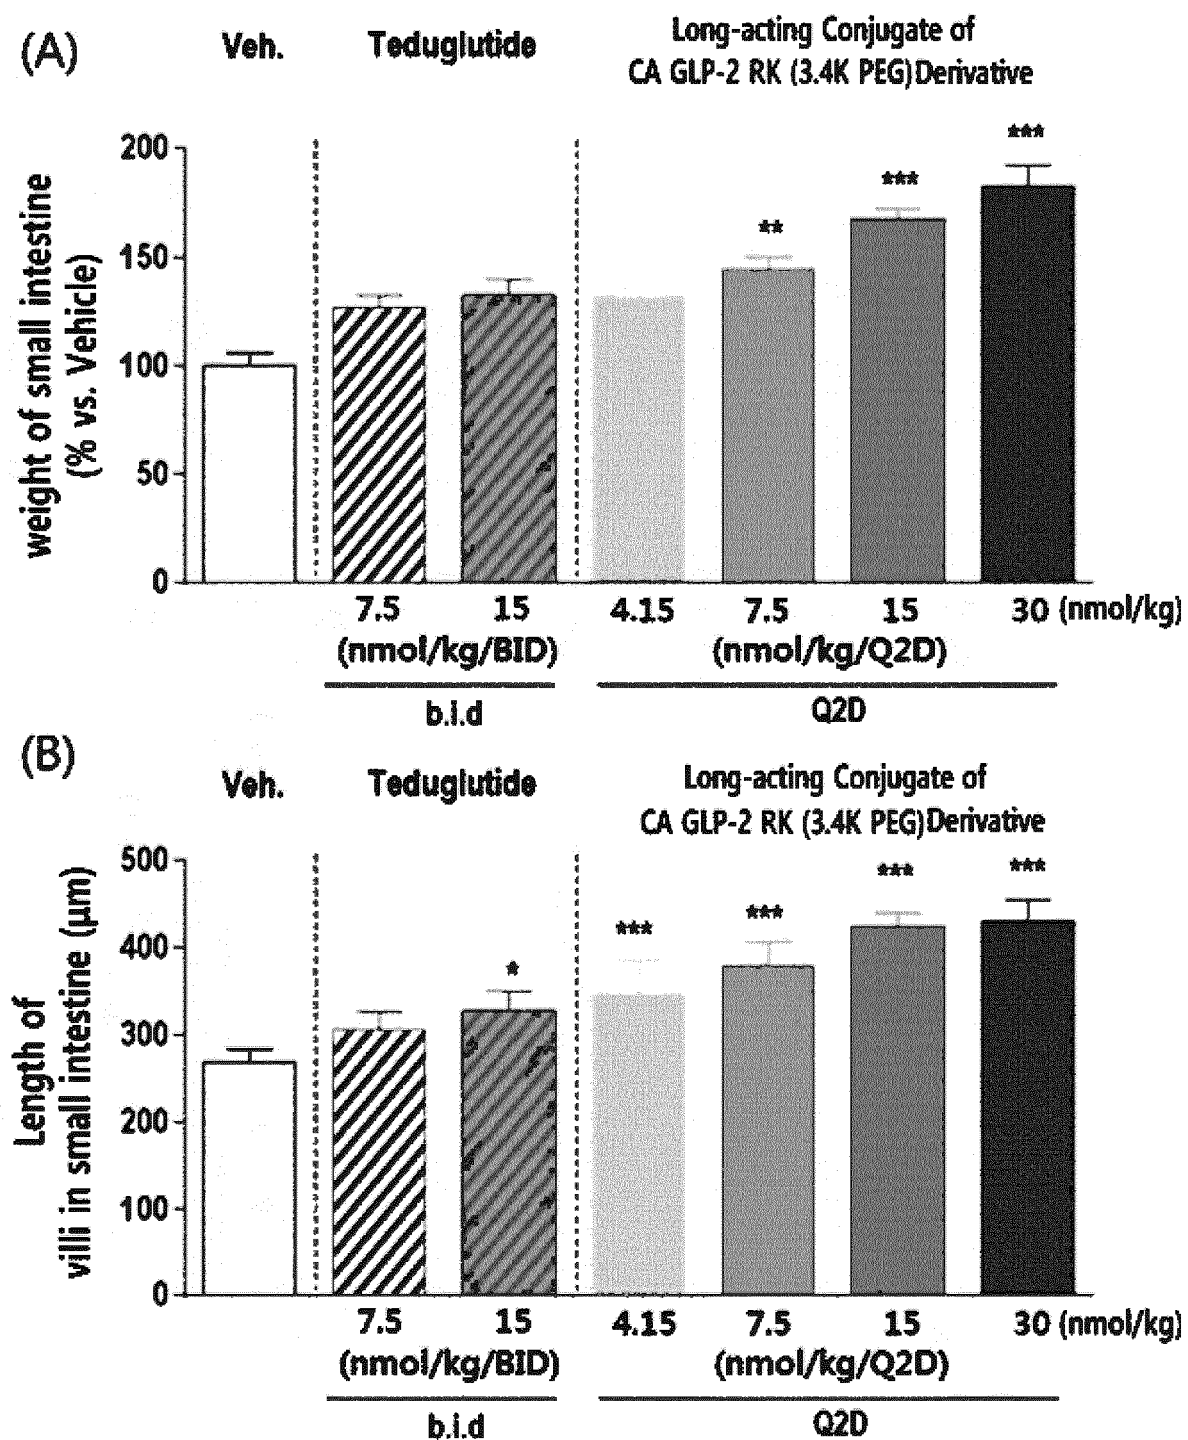 (A)
Veh.
Teduglutide
Long-acting Conjugate of
CA GLP-2 RK (3.4K PEG)Derivative
weight of small intestine
(% vs. Vehicle)
200
150
100
50
0
**
***
***
7.5
15
4.15
7.5
15
30 (nmol/kg)
(nmol/kg/BID)
(nmol/kg/Q2D)
b.i.d
Q2D
(B)
Veh.
Teduglutide
Long-acting Conjugate of
CA GLP-2 RK (3.4K PEG)Derivative
Length of
villi in small intestine (μm)
500
400
300
200
100
0
*
***
***
***
***
7.5
15
4.15
7.5
15
30 (nmol/kg)
(nmol/kg/BID)
(nmol/kg/Q2D)
b.i.d
Q2D